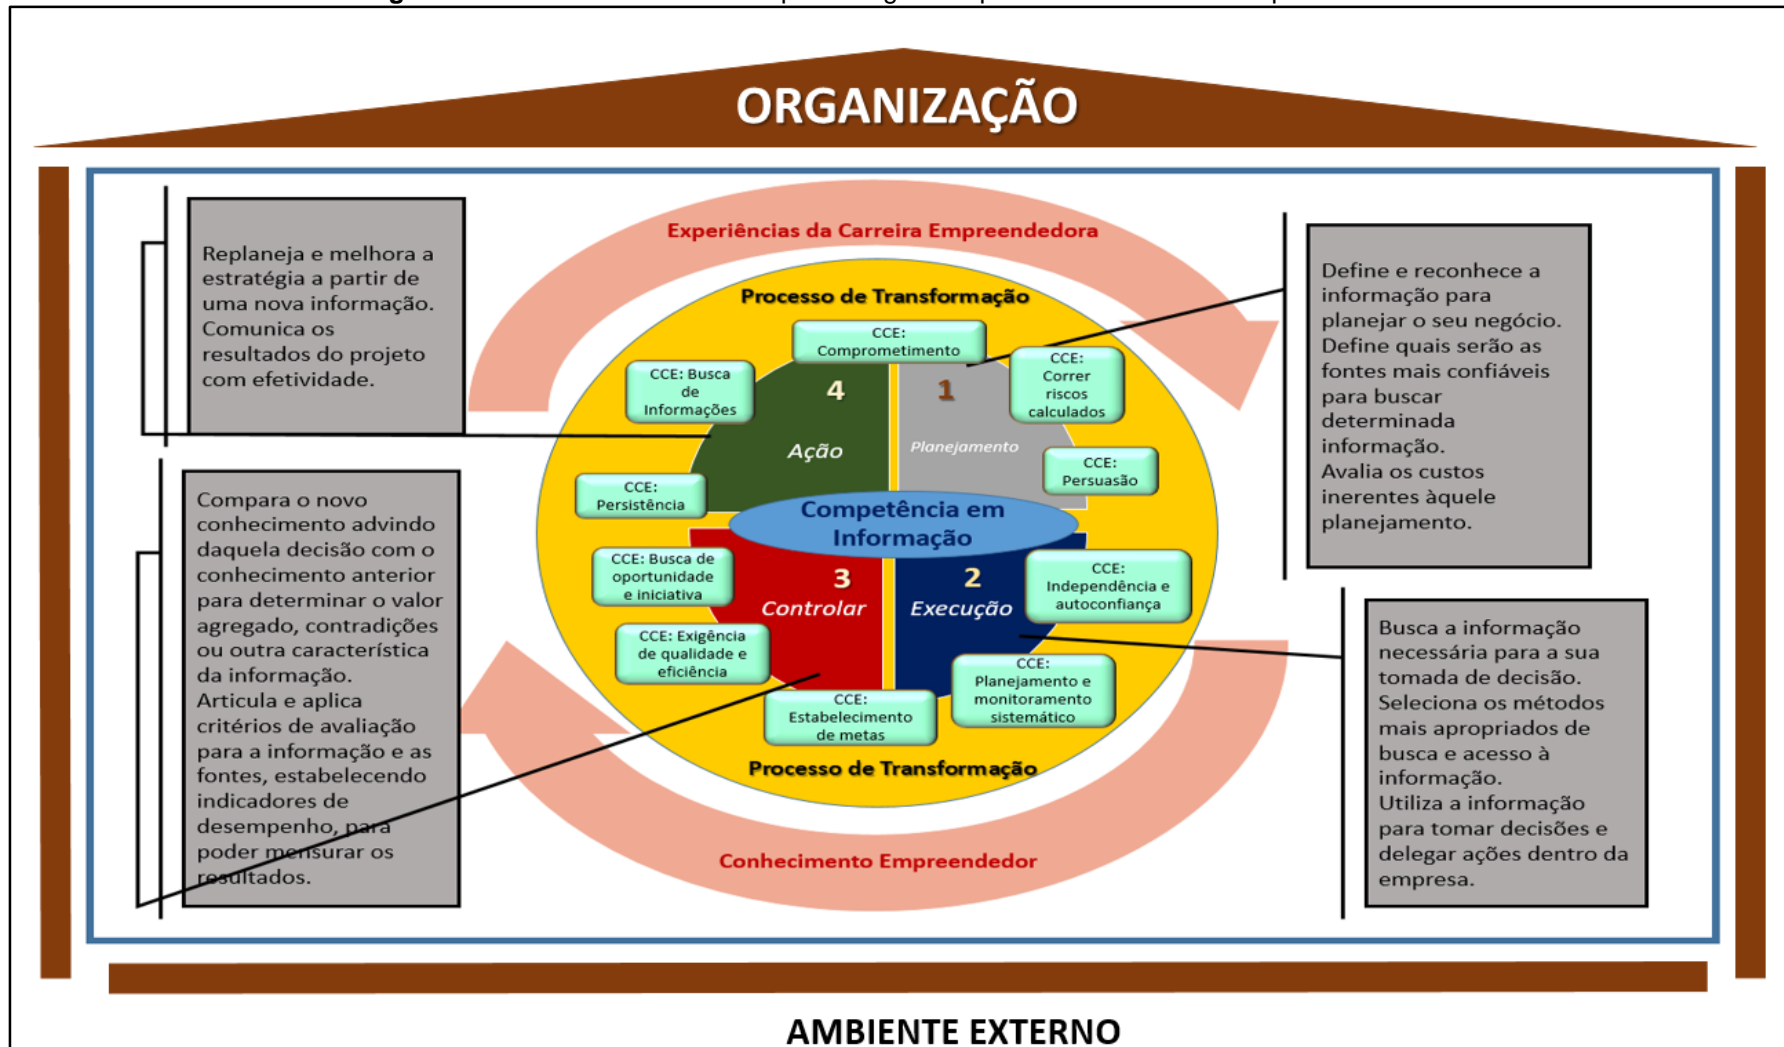 ORGANIZAÇÃO
Experiências da Carreira Empreendedora
Replaneja e melhora a
estratégia a partir de
uma nova informação.
Comunica os
resultados do projeto
com efetividade.
Processo de Transformação
CCE:
Comprometimento
CCE: Busca
de
Informações
CCE:
Correr
riscos
calculados
4
Ação
1
Planejamento
CCE:
Persuasão
CCE:
Persistência
Define e reconhece a
informação para
planejar o seu negócio.
Define quais serão as
fontes mais confiáveis
para buscar
determinada
informação.
Avalia os custos
inerentes àquele
planejamento.
Competência em
Informação
Compara o novo
conhecimento advindo
daquela decisão com o
conhecimento anterior
para determinar o valor
agregado, contradições
ou outra característica
da informação.
Articula e aplica
critérios de avaliação
para a informação e as
fontes, estabelecendo
indicadores de
desempenho, para
poder mensurar os
resultados.
CCE: Busca de
oportunidade
e iniciativa
3
Controlar
2
Execução
CCE:
Independência e
autoconfiança
CCE: Exigência
de qualidade e
eficiência
CCE:
Estabelecimento
de metas
CCE:
Planejamento e
monitoramento
sistemático
Processo de Transformação
Busca a informação
necessária para a sua
tomada de decisão.
Seleciona os métodos
mais apropriados de
busca e acesso à
informação.
Utiliza a informação
para tomar decisões e
delegar ações dentro da
empresa.
Conhecimento Empreendedor
AMBIENTE EXTERNO